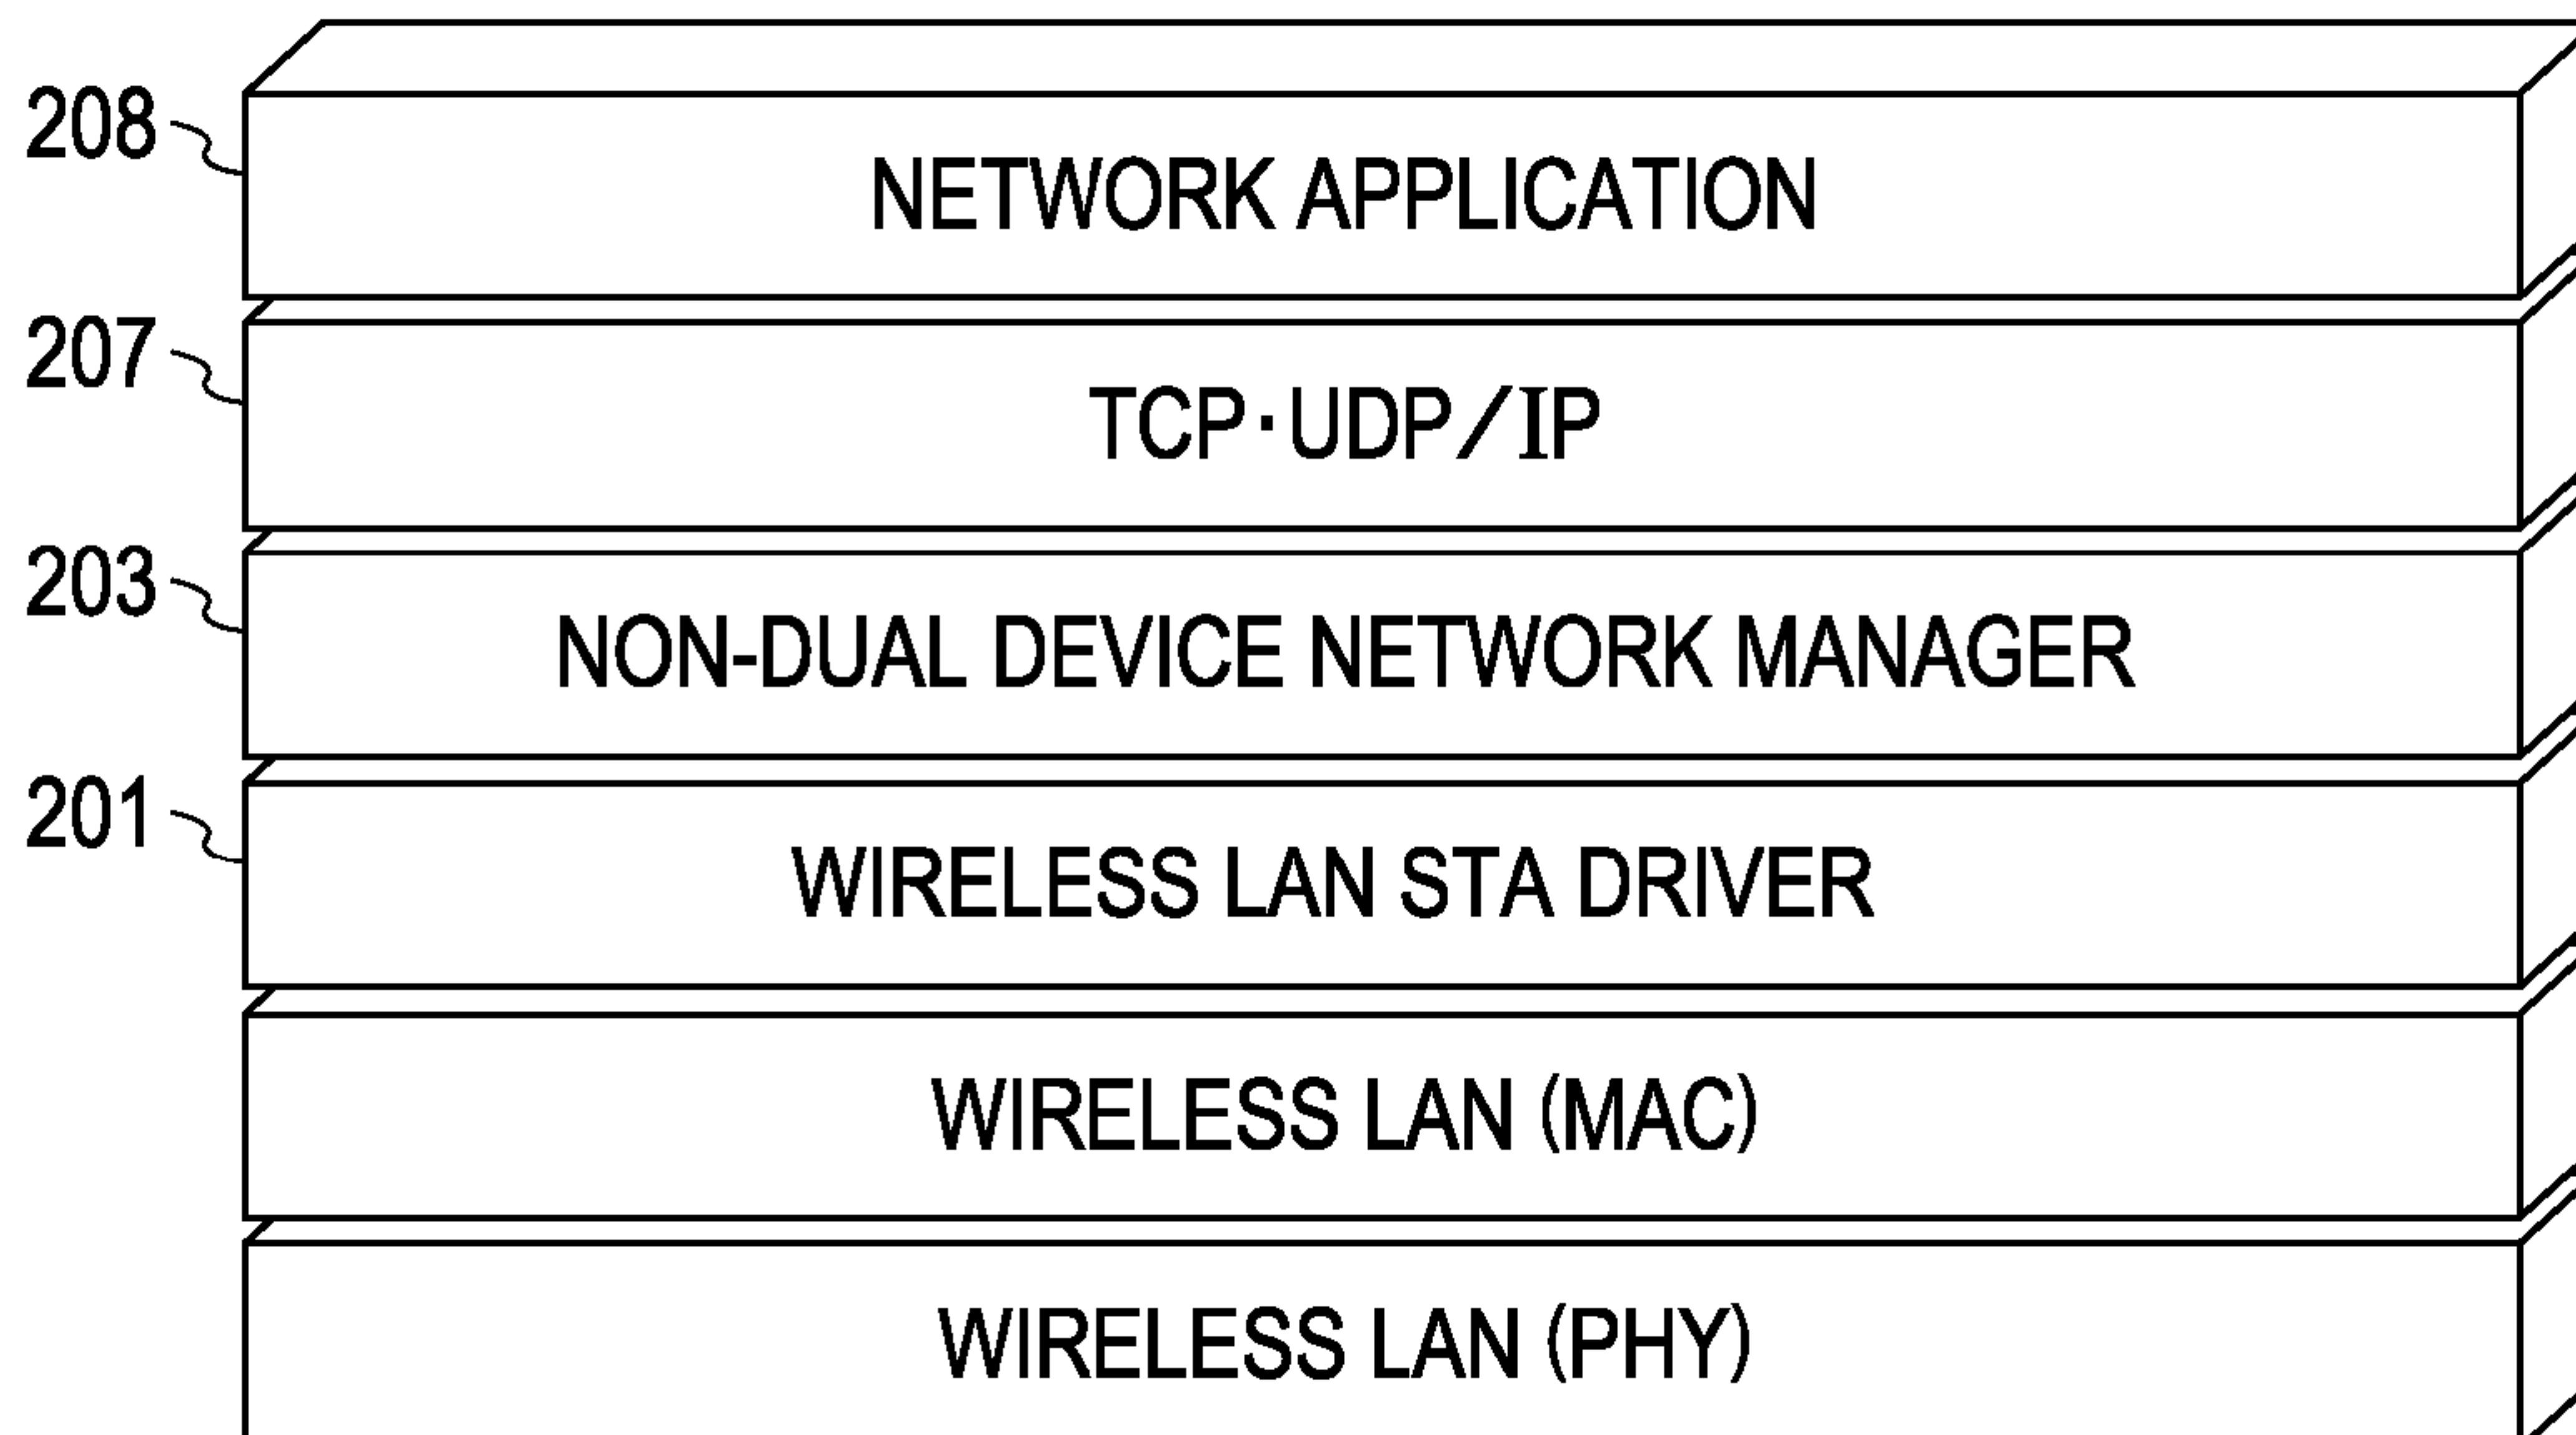 208
NETWORK APPLICATION
207
TCP·UDP/IP
203
NON-DUAL DEVICE NETWORK MANAGER
201
WIRELESS LAN STA DRIVER
WIRELESS LAN (MAC)
WIRELESS LAN (PHY)